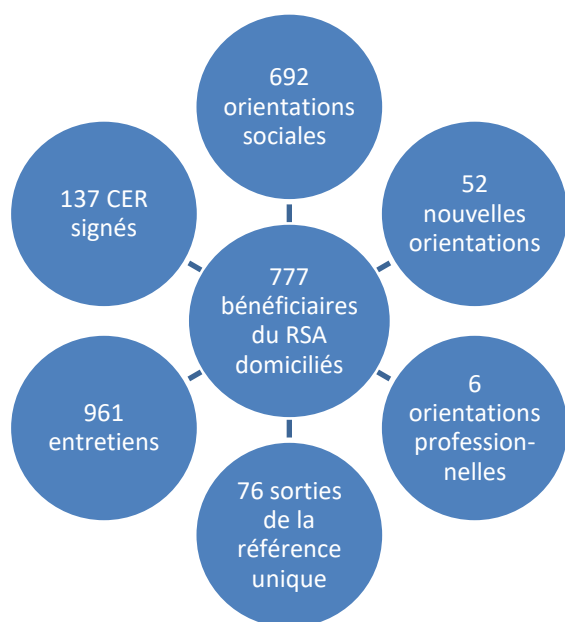 692
orientations
sociales
52
nouvelles
orientations
6
orientations
profession-
nelles
76 sorties
de la
référence
unique
961
entretiens
137 CER
signés
777
bénéficiaires
du RSA
domiciliés